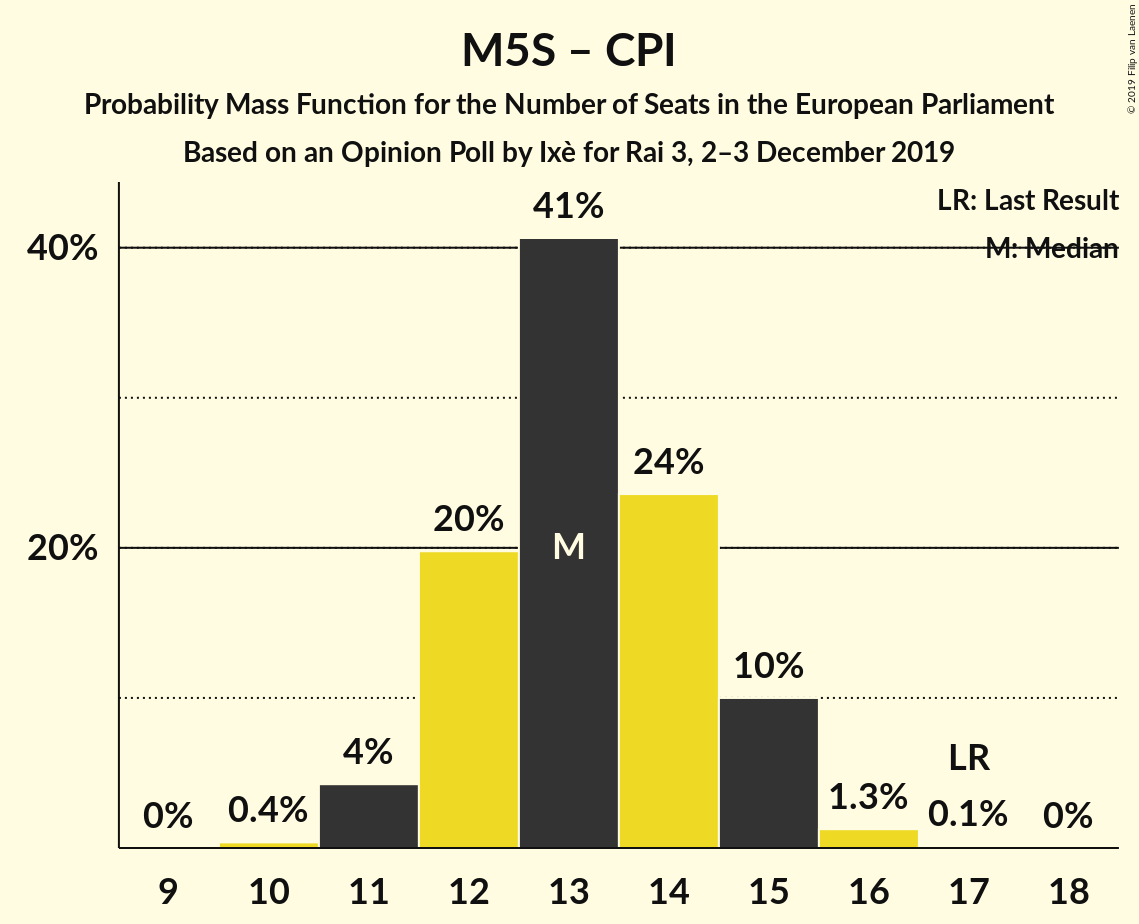 M5S – CPI
Probability Mass Function for the Number of Seats in the European Parliament
Based on an Opinion Poll by Ixè for Rai 3, 2–3 December 2019
© 2019 Filip van Laenen
LR: Last Result
M: Median
40%
20%
0%
0.4%
4%
20%
41%
M
24%
10%
1.3%
LR
0.1%
0%
9 10 11 12 13 14 15 16 17 18